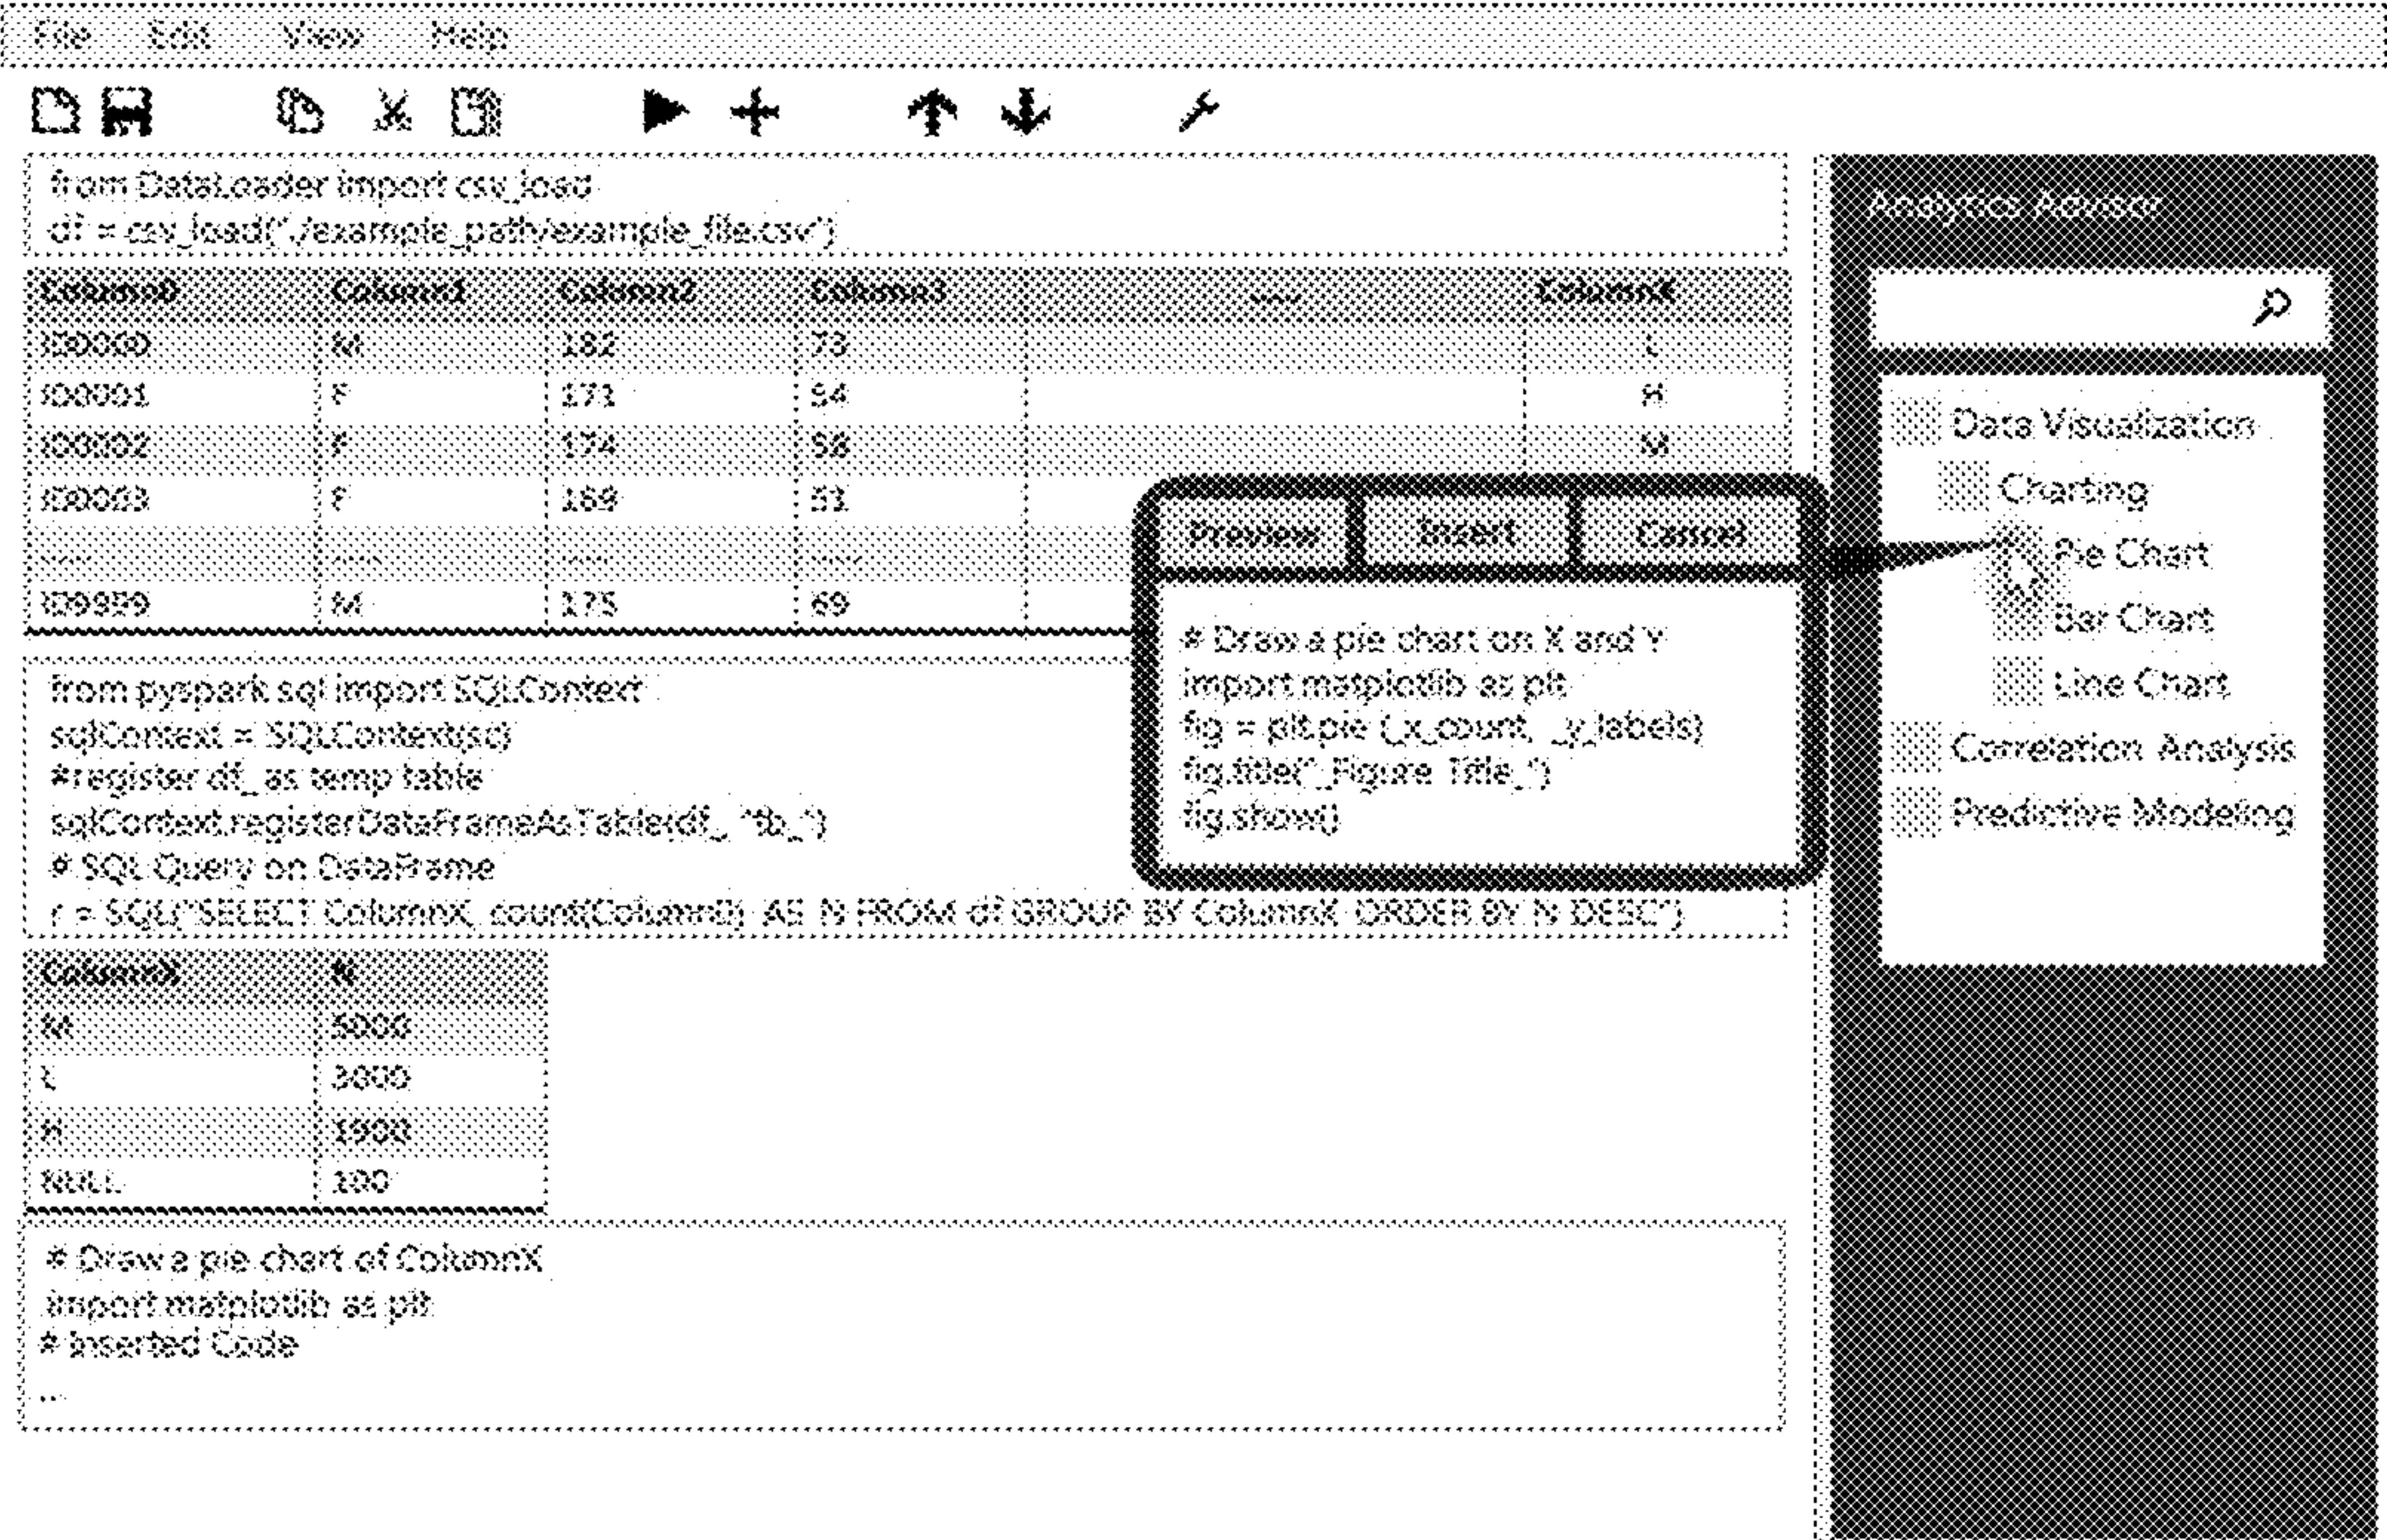 File Edit View Help
from DataLoader import csv_load
df = csv_load("./example_path/example_file.csv")
Column0 Column1 Column2 Column3 ..... ColumnX
ID0000 M 182 73 L
ID0001 F 171 54 H
ID0002 F 174 58 M
ID0003 F 169 51
..... ..... ..... .....
ID9999 M 175 69
from pyspark sql import SQLContext
sqlContext = SQLContext(sc)
#register df_ as temp table
sqlContext.registerDataFrameAsTable(df_, "tb_")
# SQL Query on DataFrame
r = SQL("SELECT ColumnX, count(Column0) AS N FROM df GROUP BY ColumnX ORDER BY N DESC")
ColumnX N
M 5000
L 3000
H 1900
NULL 100
# Draw a pie chart of ColumnX
import matplotlib as plt
# Inserted Code
...
Preview Insert Cancel
# Draw a pie chart on X and Y
import matplotlib as plt
fig = plt.pie (_x_count, _y_labels)
fig.title("_Figure Title_")
fig.show()
Analytics Advisor
Data Visualization
Charting
Pie Chart
Bar Chart
Line Chart
Correlation Analysis
Predictive Modeling